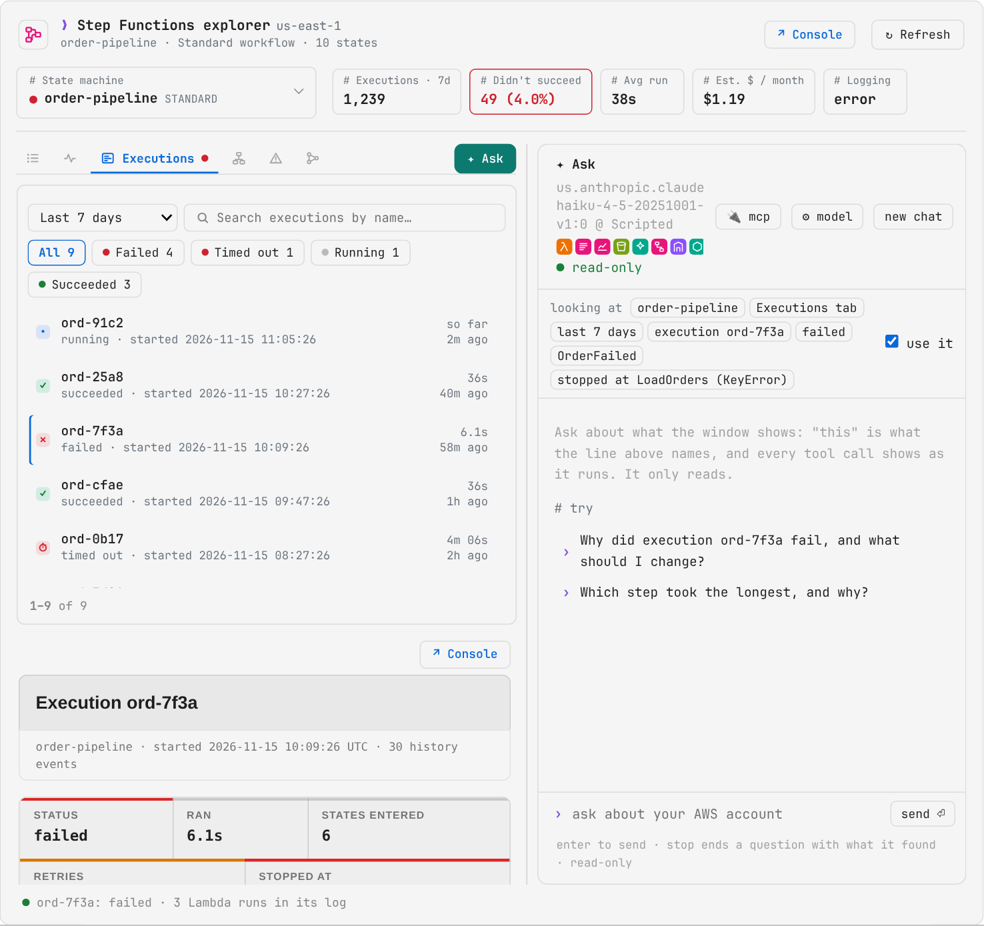 ❯ Step Functions explorer us-east-1
order-pipeline · Standard workflow · 10 states
↗ Console
↻ Refresh
# State machine
order-pipeline STANDARD
# Executions · 7d
1,239
# Didn't succeed
49 (4.0%)
# Avg run
38s
# Est. $ / month
$1.19
# Logging
error
Executions
✦ Ask
Last 7 days
Search executions by name…
All 9
Failed 4
Timed out 1
Running 1
Succeeded 3
ord-91c2
running · started 2026-11-15 11:05:26
so far
2m ago
ord-25a8
succeeded · started 2026-11-15 10:27:26
36s
40m ago
ord-7f3a
failed · started 2026-11-15 10:09:26
6.1s
58m ago
ord-cfae
succeeded · started 2026-11-15 09:47:26
36s
1h ago
ord-0b17
timed out · started 2026-11-15 08:27:26
4m 06s
2h ago
1–9 of 9
↗ Console
Execution ord-7f3a
order-pipeline · started 2026-11-15 10:09:26 UTC · 30 history
events
STATUS
failed
RAN
6.1s
STATES ENTERED
6
RETRIES
STOPPED AT
ord-7f3a: failed · 3 Lambda runs in its log
✦ Ask
us.anthropic.claude
haiku-4-5-20251001-
v1:0 @ Scripted
read-only
🔌 mcp
⚙ model
new chat
looking at order-pipeline Executions tab
last 7 days execution ord-7f3a failed
OrderFailed
stopped at LoadOrders (KeyError)
use it
Ask about what the window shows: "this" is what
the line above names, and every tool call shows as
it runs. It only reads.
# try
❯ Why did execution ord-7f3a fail, and what
should I change?
❯ Which step took the longest, and why?
❯ ask about your AWS account
send ⏎
enter to send · stop ends a question with what it found
· read-only